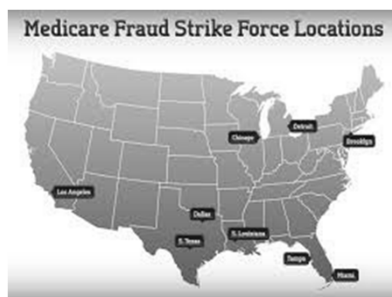 Medicare Fraud Strike Force Locations
Chicago
Detroit
Brooklyn
Los Angeles
Dallas
S. Texas
S. Louisiana
Tampa
Miami